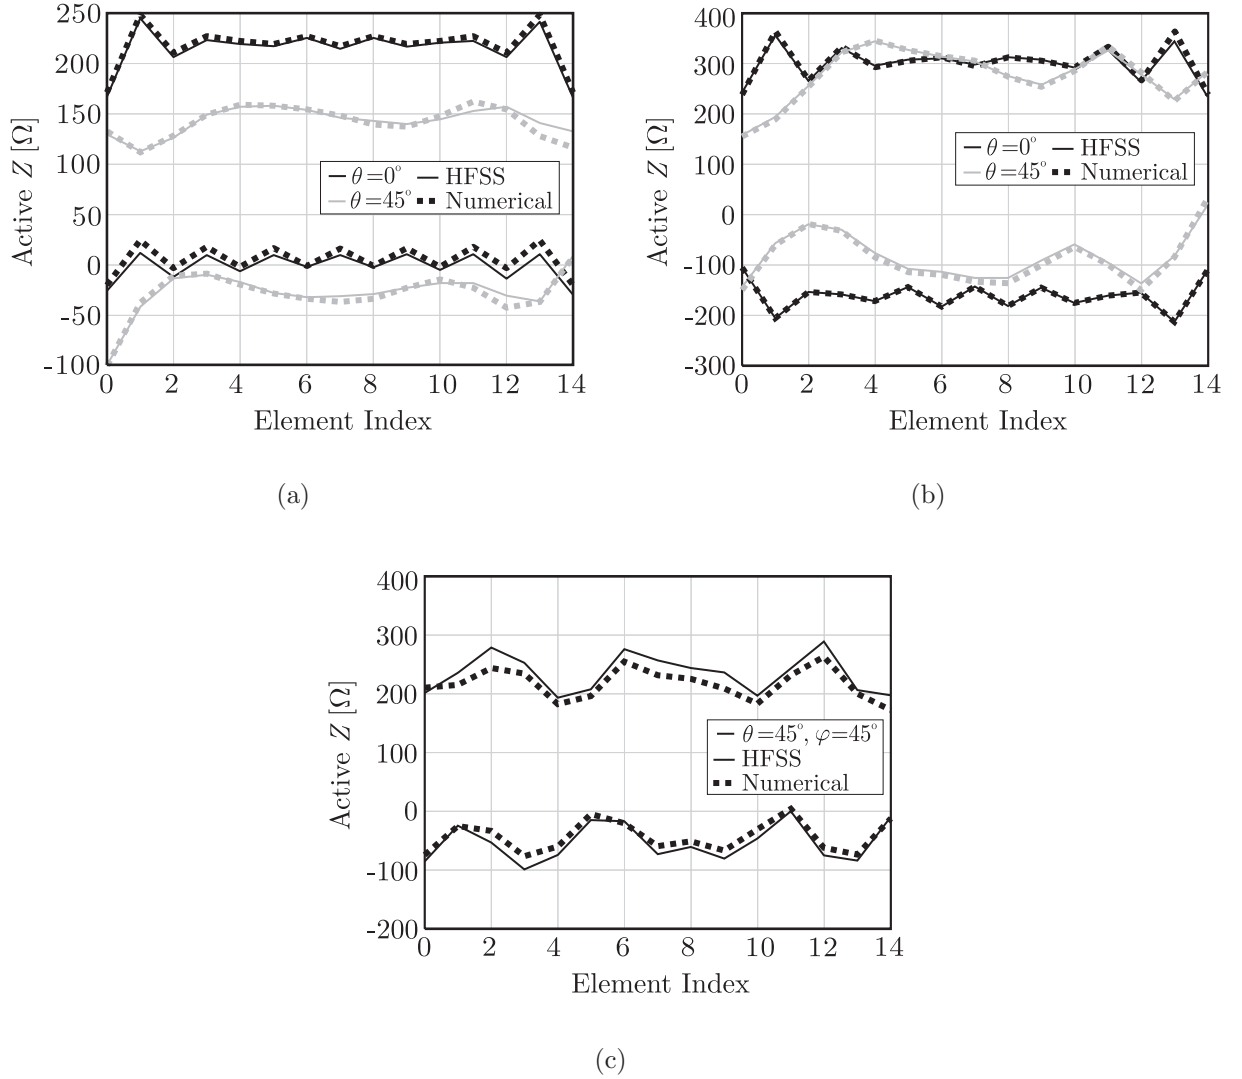 250
200
150
100
50
0
-50
-100
Active Z [Ω]
θ=0° HFSS
θ=45° Numerical
0 2 4 6 8 10 12 14
Element Index
(a)
400
300
200
100
0
-100
-200
-300
Active Z [Ω]
θ=0° HFSS
θ=45° Numerical
0 2 4 6 8 10 12 14
Element Index
(b)
400
300
200
100
0
-100
-200
Active Z [Ω]
θ=45°, φ=45°
HFSS
Numerical
0 2 4 6 8 10 12 14
Element Index
(c)